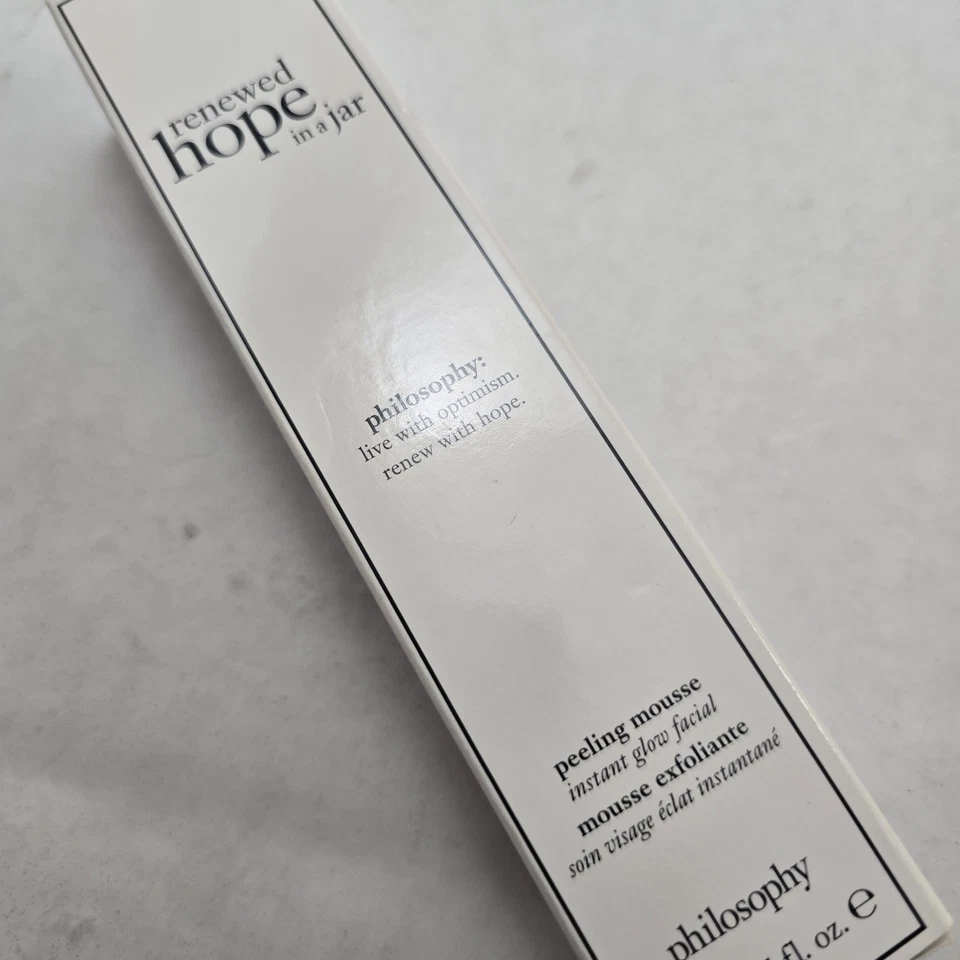 renewed
hope
in a jar
philosophy:
live with optimism.
renew with hope.
peeling mousse
instant glow facial
mousse exfoliante
soin visage éclat instantané
philosophy
fl. oz. e